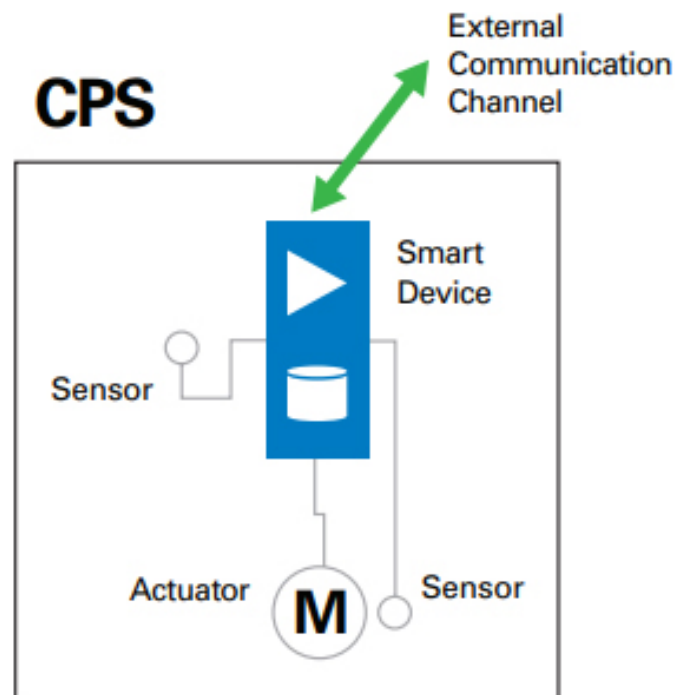 External
Communication
Channel
CPS
Smart
Device
Sensor
Actuator
M
Sensor